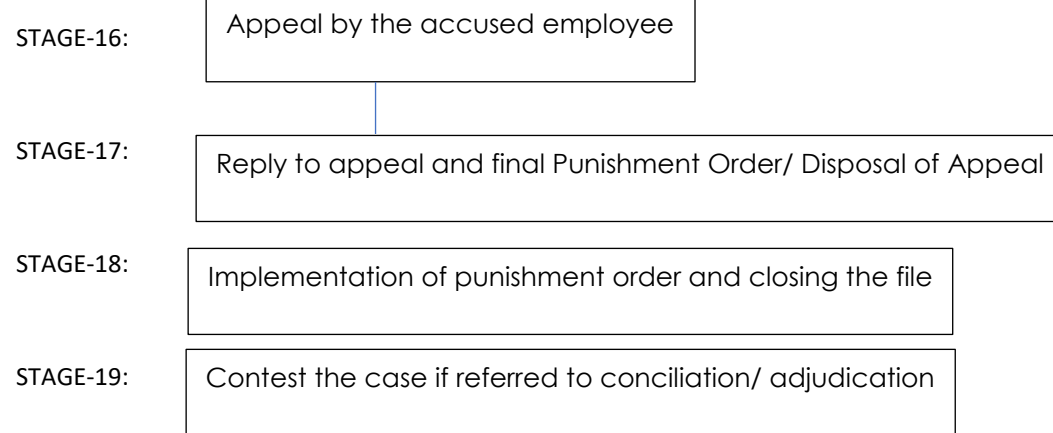 STAGE-16: Appeal by the accused employee
STAGE-17: Reply to appeal and final Punishment Order/ Disposal of Appeal
STAGE-18: Implementation of punishment order and closing the file
STAGE-19: Contest the case if referred to conciliation/ adjudication